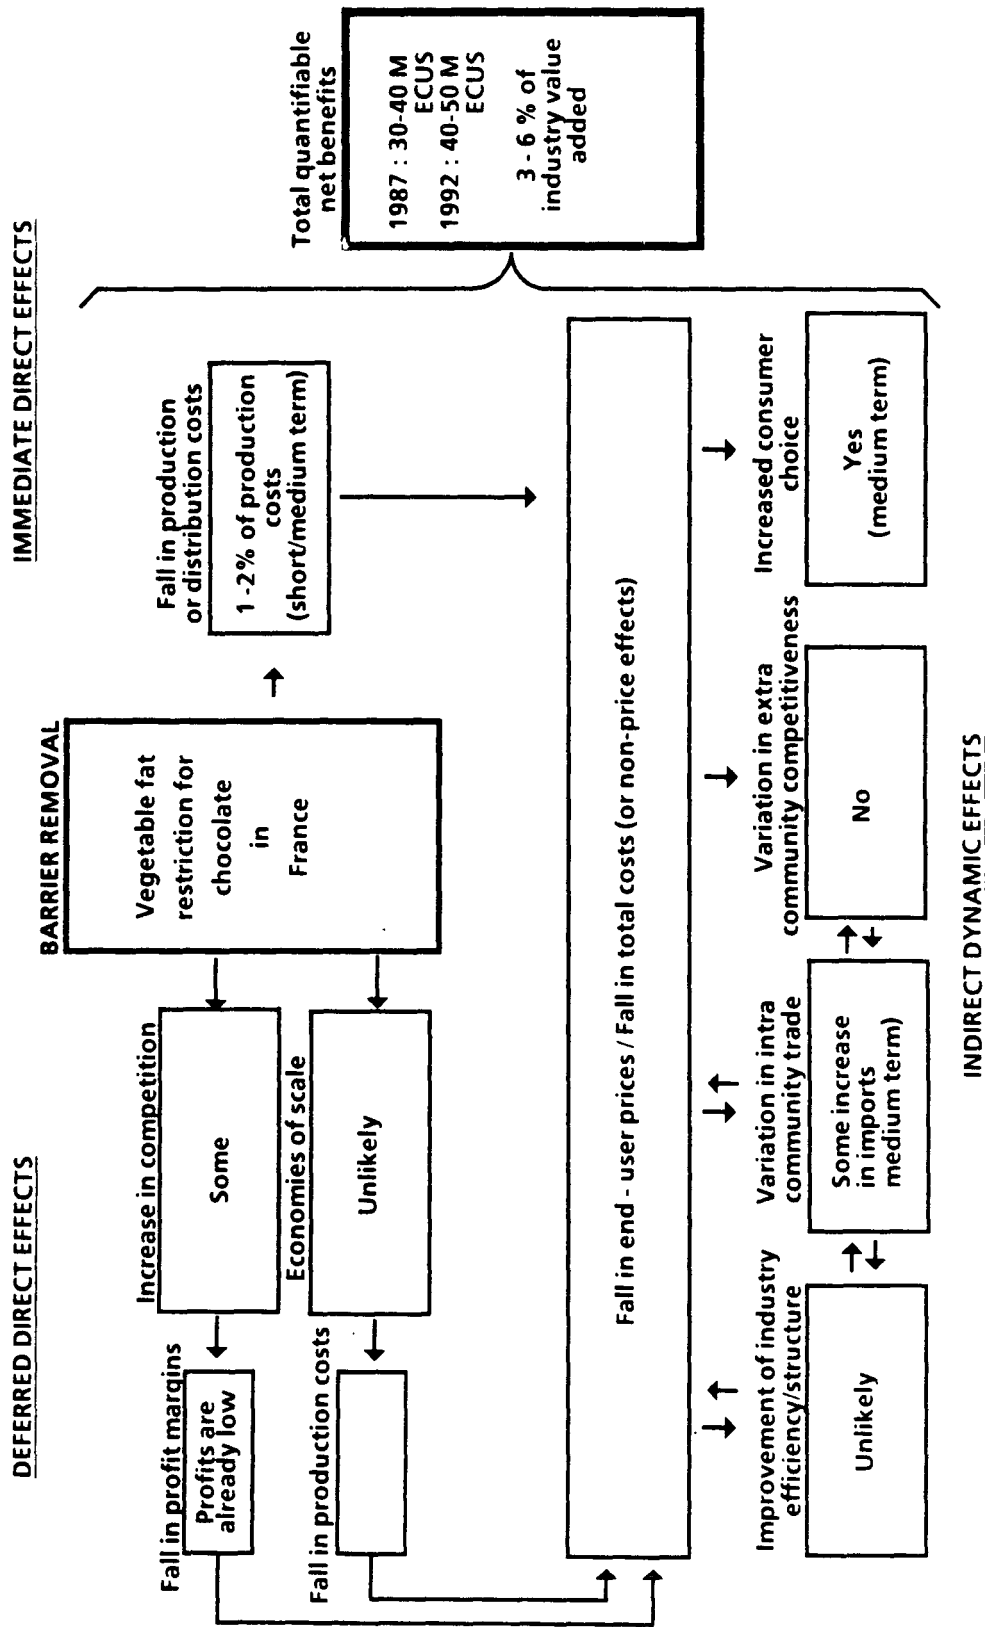 DEFERRED DIRECT EFFECTS
IMMEDIATE DIRECT EFFECTS
BARRIER REMOVAL
Vegetable fat
restriction for
chocolate
in
France
Increase in competition
Some
Fall in profit margins
Profits are
already low
Economies of scale
Unlikely
Fall in production costs
Fall in production
or distribution costs
1-2% of production
costs
(short/medium term)
Fall in end - user prices / Fall in total costs (or non-price effects)
Total quantifiable
net benefits
1987 : 30-40 M
ECUS
1992 : 40-50 M
ECUS
3 - 6 % of
industry value
added
Improvement of industry
efficiency/structure
Unlikely
Variation in intra
community trade
Some increase
in imports
medium term)
Variation in extra
community competitiveness
No
Increased consumer
choice
Yes
(medium term)
INDIRECT DYNAMIC EFFECTS